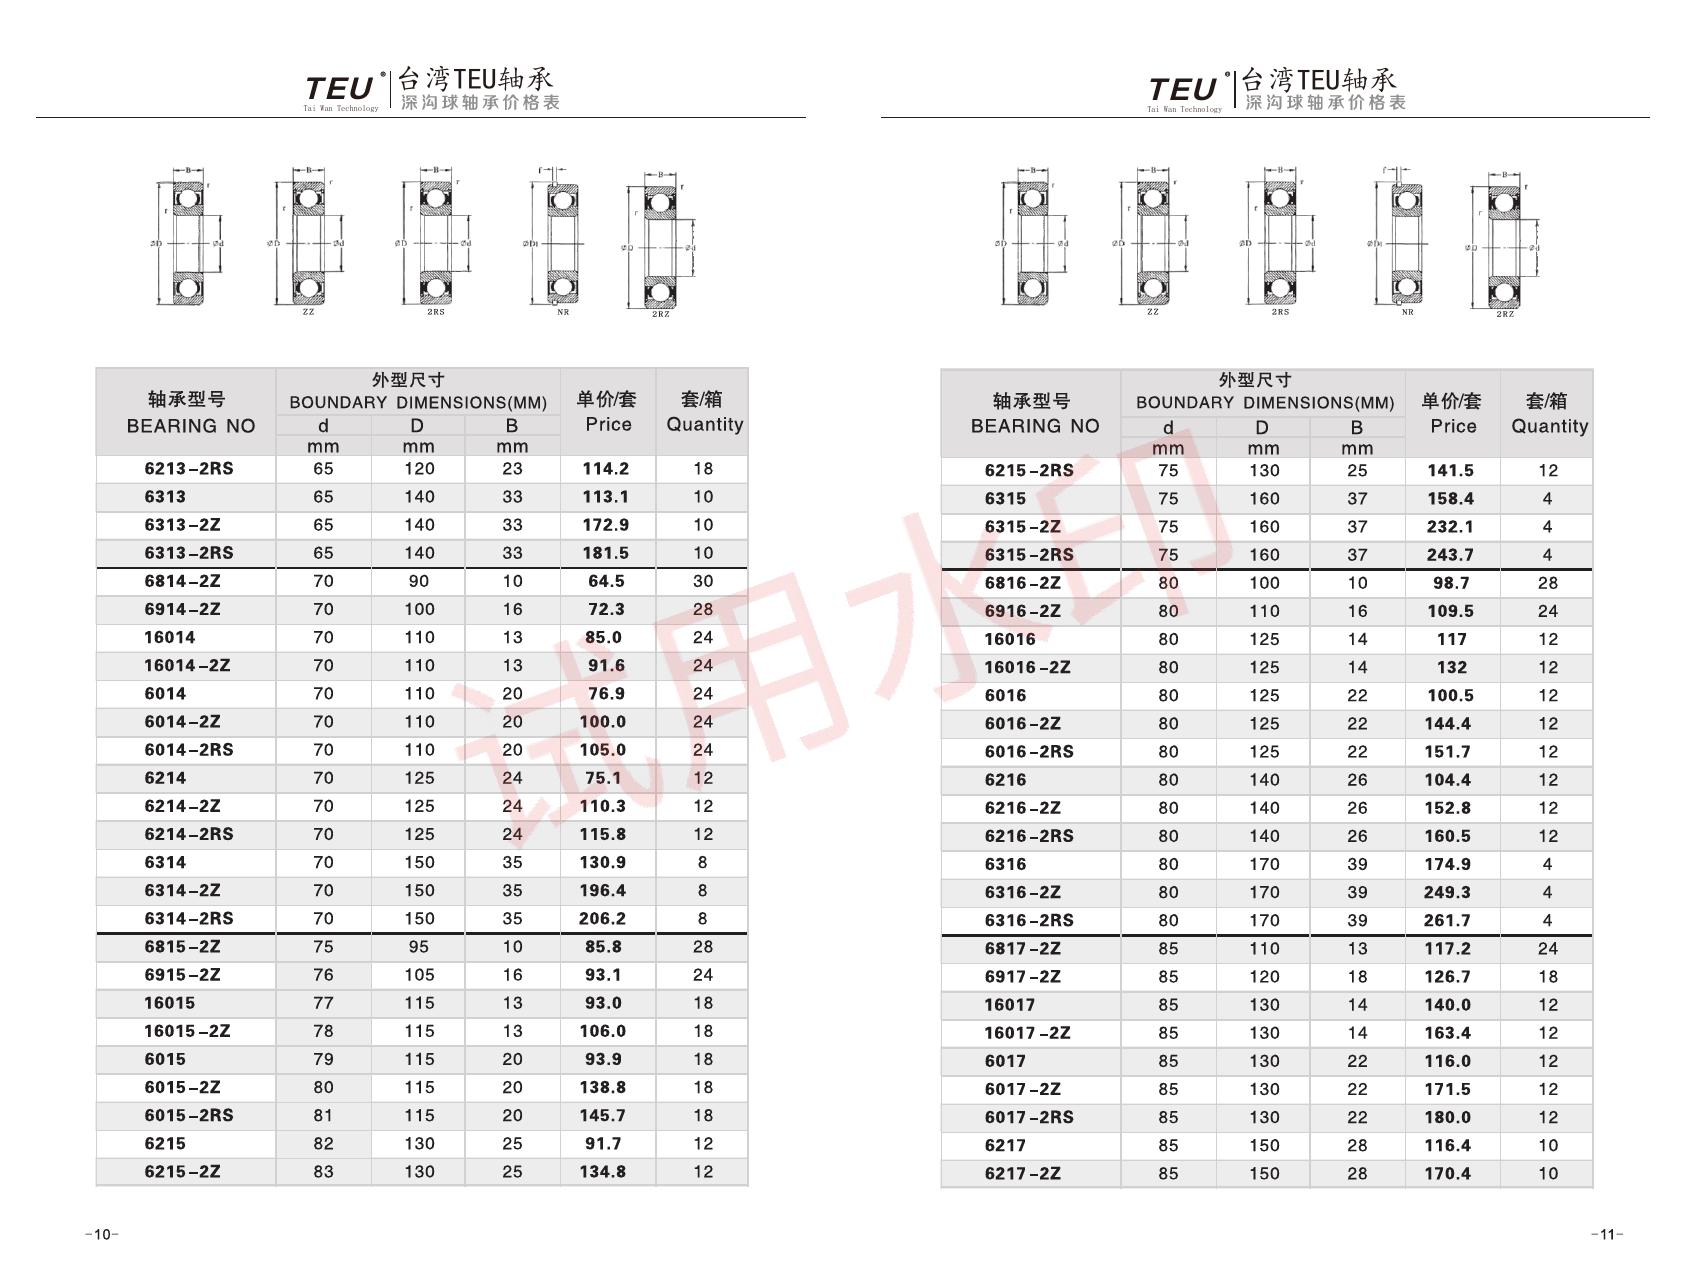 TEU® 台湾TEU轴承
Tai Wan Technology 深沟球轴承价格表
B r r ØD Ød
B r r ØD Ød ZZ
B r r ØD Ød 2RS
f ØD1 NR
B r r ØD Ød 2RZ
轴承型号 外型尺寸 单价/套 套/箱
BEARING NO BOUNDARY DIMENSIONS(MM) Price Quantity
d D B
mm mm mm
6213-2RS 65 120 23 114.2 18
6313 65 140 33 113.1 10
6313-2Z 65 140 33 172.9 10
6313-2RS 65 140 33 181.5 10
6814-2Z 70 90 10 64.5 30
6914-2Z 70 100 16 72.3 28
16014 70 110 13 85.0 24
16014-2Z 70 110 13 91.6 24
6014 70 110 20 76.9 24
6014-2Z 70 110 20 100.0 24
6014-2RS 70 110 20 105.0 24
6214 70 125 24 75.1 12
6214-2Z 70 125 24 110.3 12
6214-2RS 70 125 24 115.8 12
6314 70 150 35 130.9 8
6314-2Z 70 150 35 196.4 8
6314-2RS 70 150 35 206.2 8
6815-2Z 75 95 10 85.8 28
6915-2Z 76 105 16 93.1 24
16015 77 115 13 93.0 18
16015-2Z 78 115 13 106.0 18
6015 79 115 20 93.9 18
6015-2Z 80 115 20 138.8 18
6015-2RS 81 115 20 145.7 18
6215 82 130 25 91.7 12
6215-2Z 83 130 25 134.8 12
-10-
TEU® 台湾TEU轴承
Tai Wan Technology 深沟球轴承价格表
B r r ØD Ød
B r r ØD Ød ZZ
B r r ØD Ød 2RS
f ØD1 NR
B r r ØD Ød 2RZ
轴承型号 外型尺寸 单价/套 套/箱
BEARING NO BOUNDARY DIMENSIONS(MM) Price Quantity
d D B
mm mm mm
6215-2RS 75 130 25 141.5 12
6315 75 160 37 158.4 4
6315-2Z 75 160 37 232.1 4
6315-2RS 75 160 37 243.7 4
6816-2Z 80 100 10 98.7 28
6916-2Z 80 110 16 109.5 24
16016 80 125 14 117 12
16016-2Z 80 125 14 132 12
6016 80 125 22 100.5 12
6016-2Z 80 125 22 144.4 12
6016-2RS 80 125 22 151.7 12
6216 80 140 26 104.4 12
6216-2Z 80 140 26 152.8 12
6216-2RS 80 140 26 160.5 12
6316 80 170 39 174.9 4
6316-2Z 80 170 39 249.3 4
6316-2RS 80 170 39 261.7 4
6817-2Z 85 110 13 117.2 24
6917-2Z 85 120 18 126.7 18
16017 85 130 14 140.0 12
16017-2Z 85 130 14 163.4 12
6017 85 130 22 116.0 12
6017-2Z 85 130 22 171.5 12
6017-2RS 85 130 22 180.0 12
6217 85 150 28 116.4 10
6217-2Z 85 150 28 170.4 10
-11-
试用水印